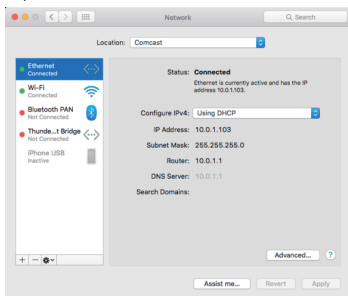 Network
Search
Location: Comcast
Ethernet
Connected
Wi-Fi
Connected
Bluetooth PAN
Not Connected
Thunde...t Bridge
Not Connected
iPhone USB
Inactive
Status: Connected
Ethernet is currently active and has the IP
address 10.0.1.103.
Configure IPv4: Using DHCP
IP Address: 10.0.1.103
Subnet Mask: 255.255.255.0
Router: 10.0.1.1
DNS Server: 10.0.1.1
Search Domains:
Advanced... ?
Assist me... Revert Apply